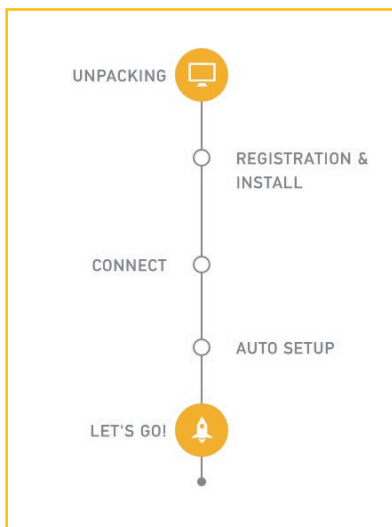 UNPACKING
REGISTRATION &
INSTALL
CONNECT
AUTO SETUP
LET'S GO!